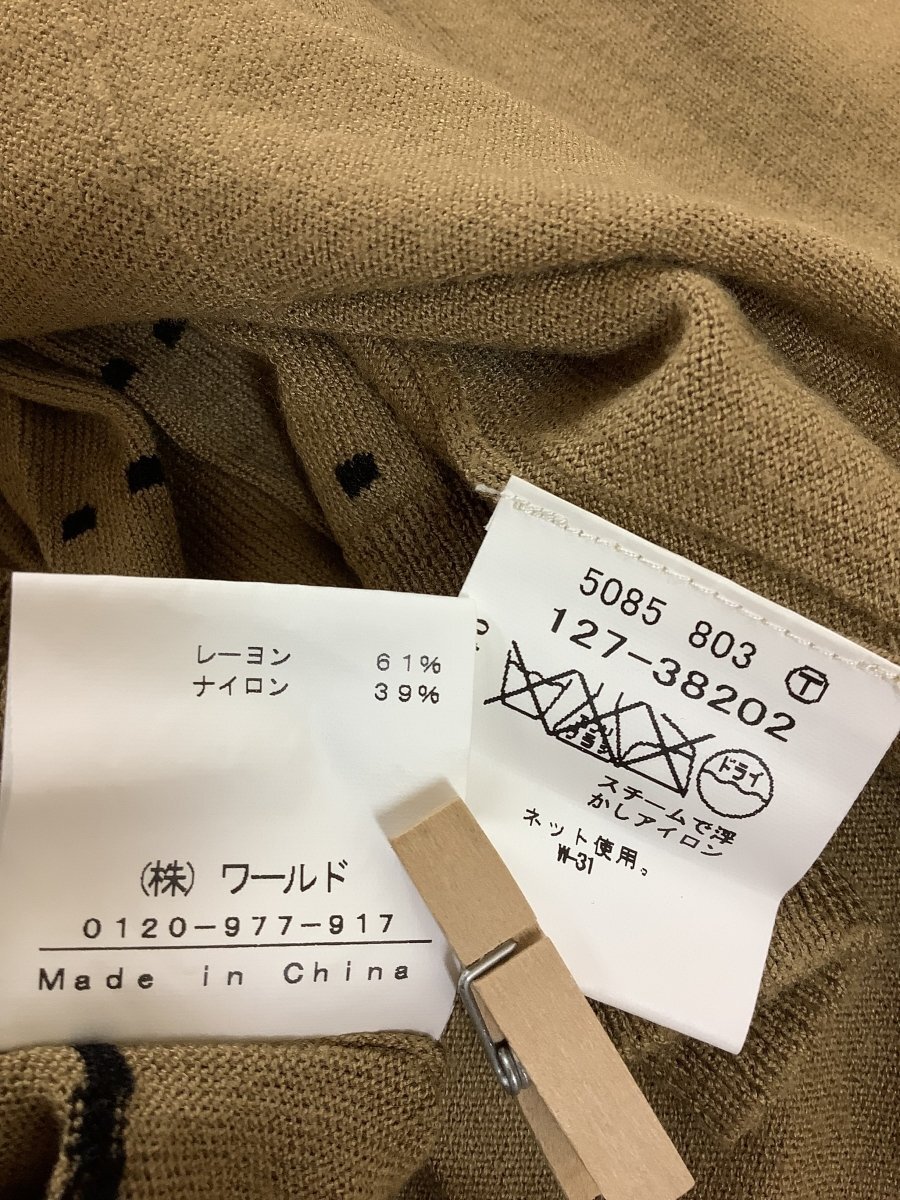 レーヨン 61%
ナイロン 39%
(株) ワールド
0120-977-917
Made in China
5085 803
127-38202 T
ドライ
スチームで浮
かしアイロン
ネット使用。
W-31